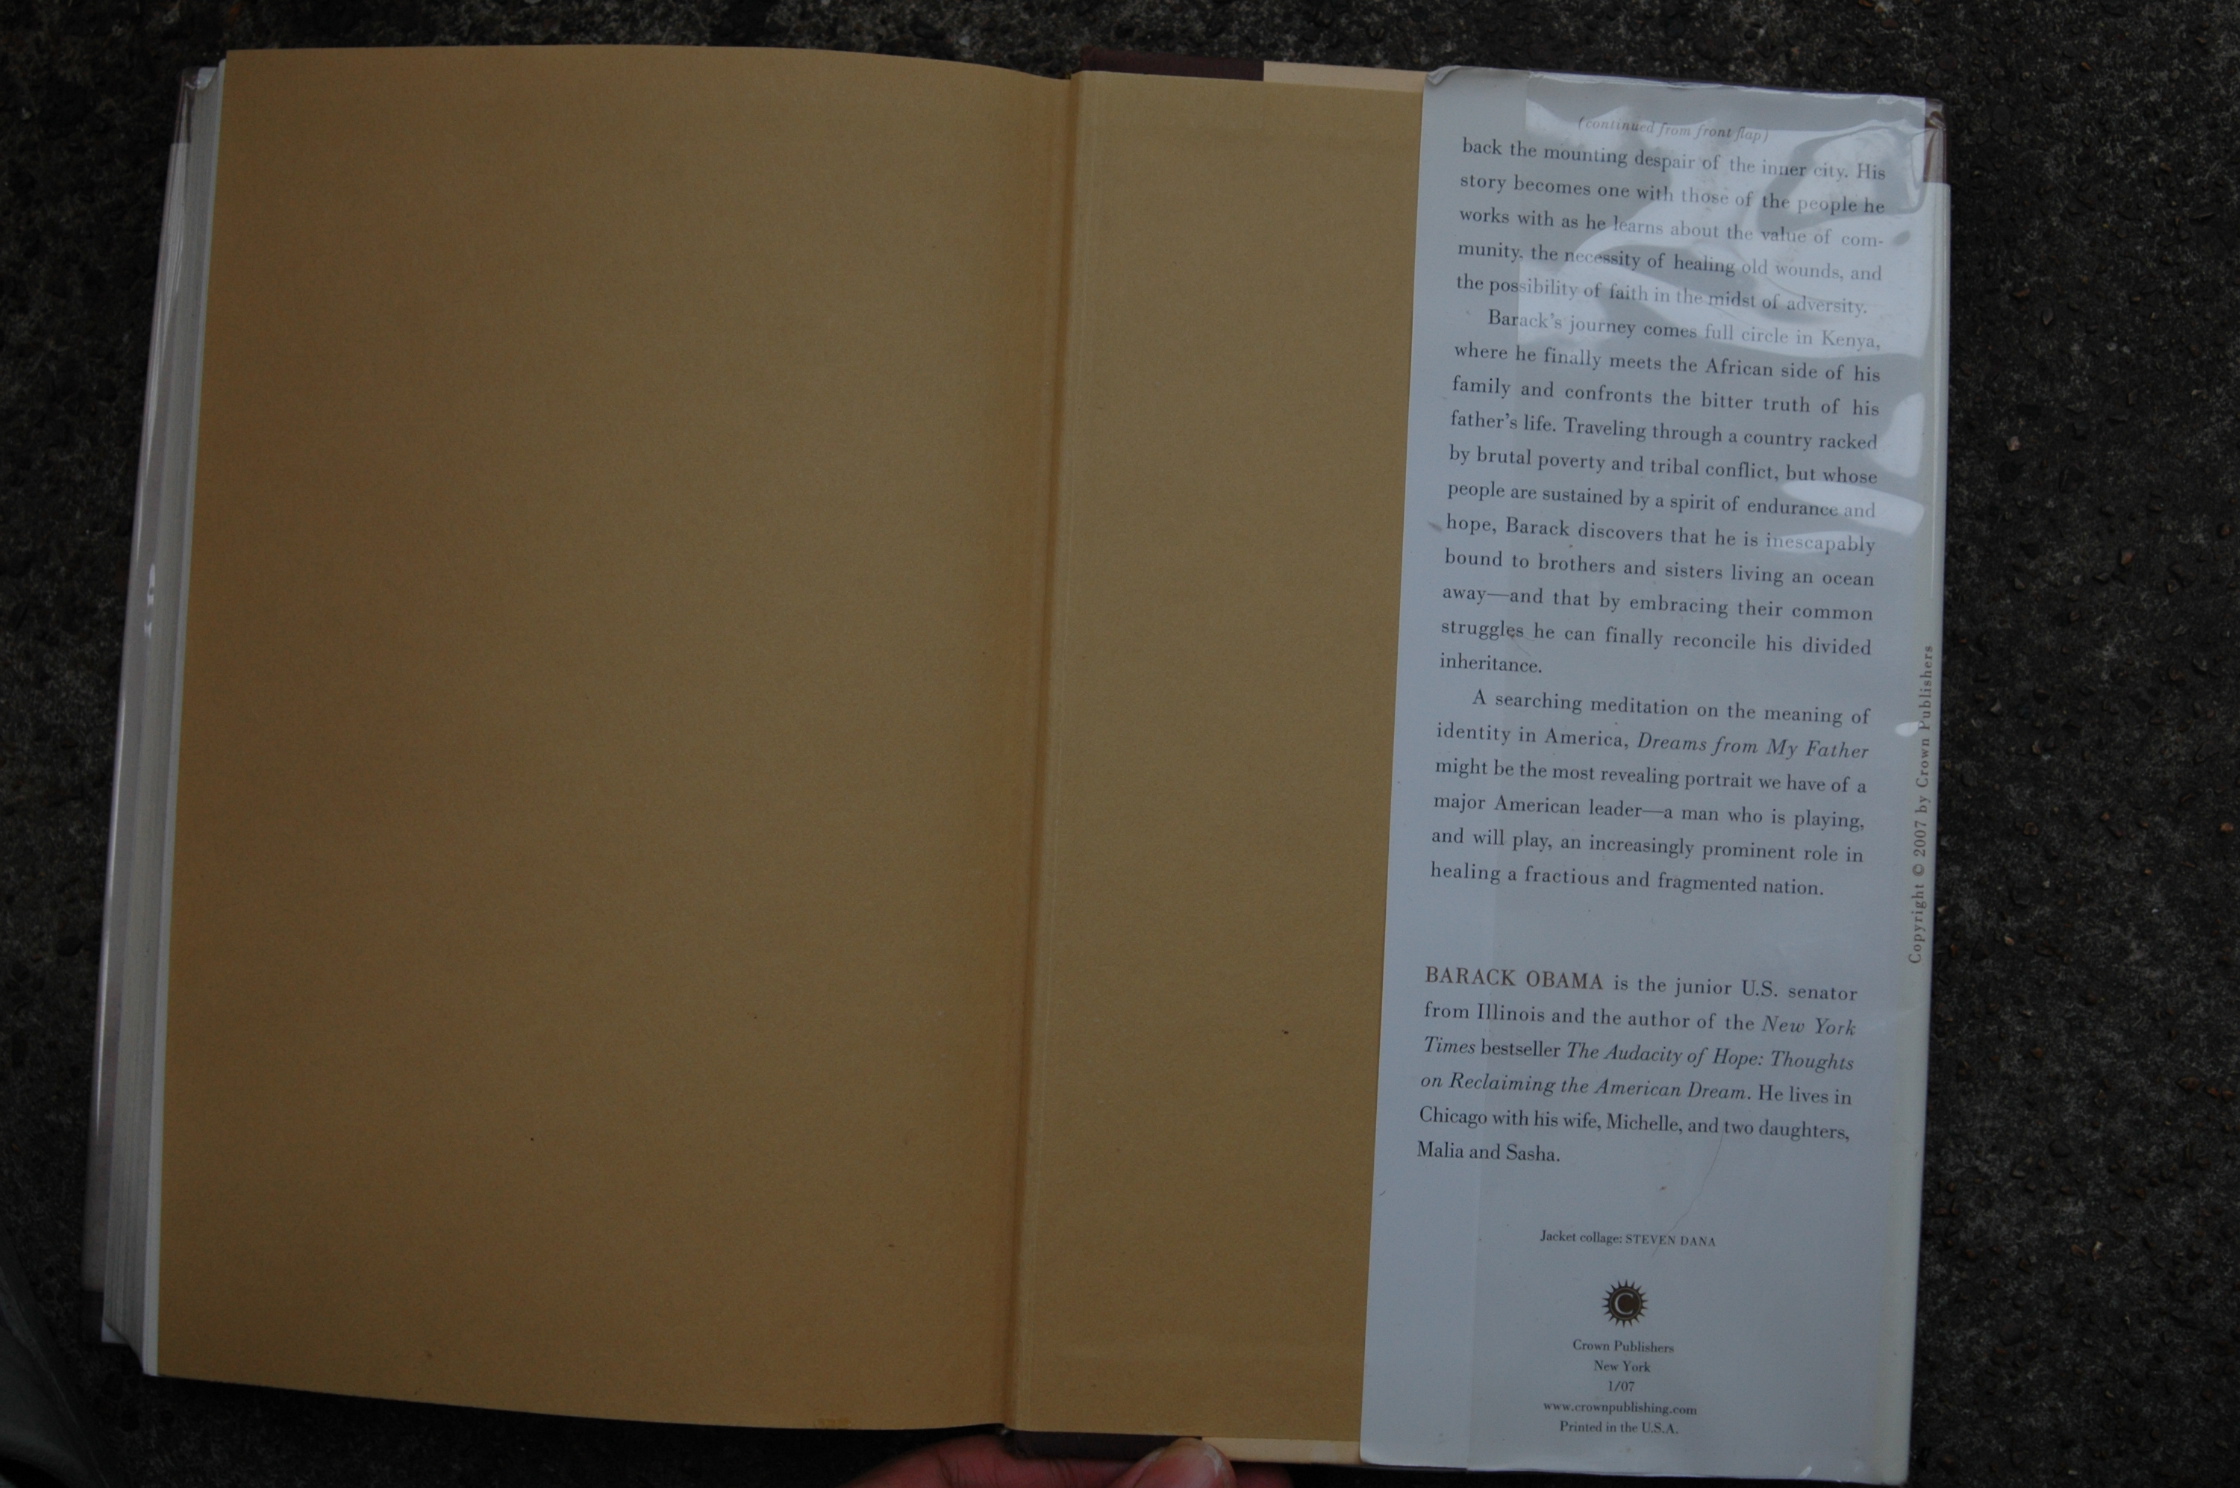 (continued from front flap)
back the mounting despair of the inner city. His
story becomes one with those of the people he
works with as he learns about the value of com-
munity, the necessity of healing old wounds, and
the possibility of faith in the midst of adversity.
Barack's journey comes full circle in Kenya,
where he finally meets the African side of his
family and confronts the bitter truth of his
father's life. Traveling through a country racked
by brutal poverty and tribal conflict, but whose
people are sustained by a spirit of endurance and
hope, Barack discovers that he is inescapably
bound to brothers and sisters living an ocean
away—and that by embracing their common
struggles he can finally reconcile his divided
inheritance.
A searching meditation on the meaning of
identity in America, Dreams from My Father
might be the most revealing portrait we have of a
major American leader—a man who is playing,
and will play, an increasingly prominent role in
healing a fractious and fragmented nation.
BARACK OBAMA is the junior U.S. senator
from Illinois and the author of the New York
Times bestseller The Audacity of Hope: Thoughts
on Reclaiming the American Dream. He lives in
Chicago with his wife, Michelle, and two daughters,
Malia and Sasha.
Jacket collage: STEVEN DANA
C
Crown Publishers
New York
1/07
www.crownpublishing.com
Printed in the U.S.A.
Copyright © 2007 by Crown Publishers